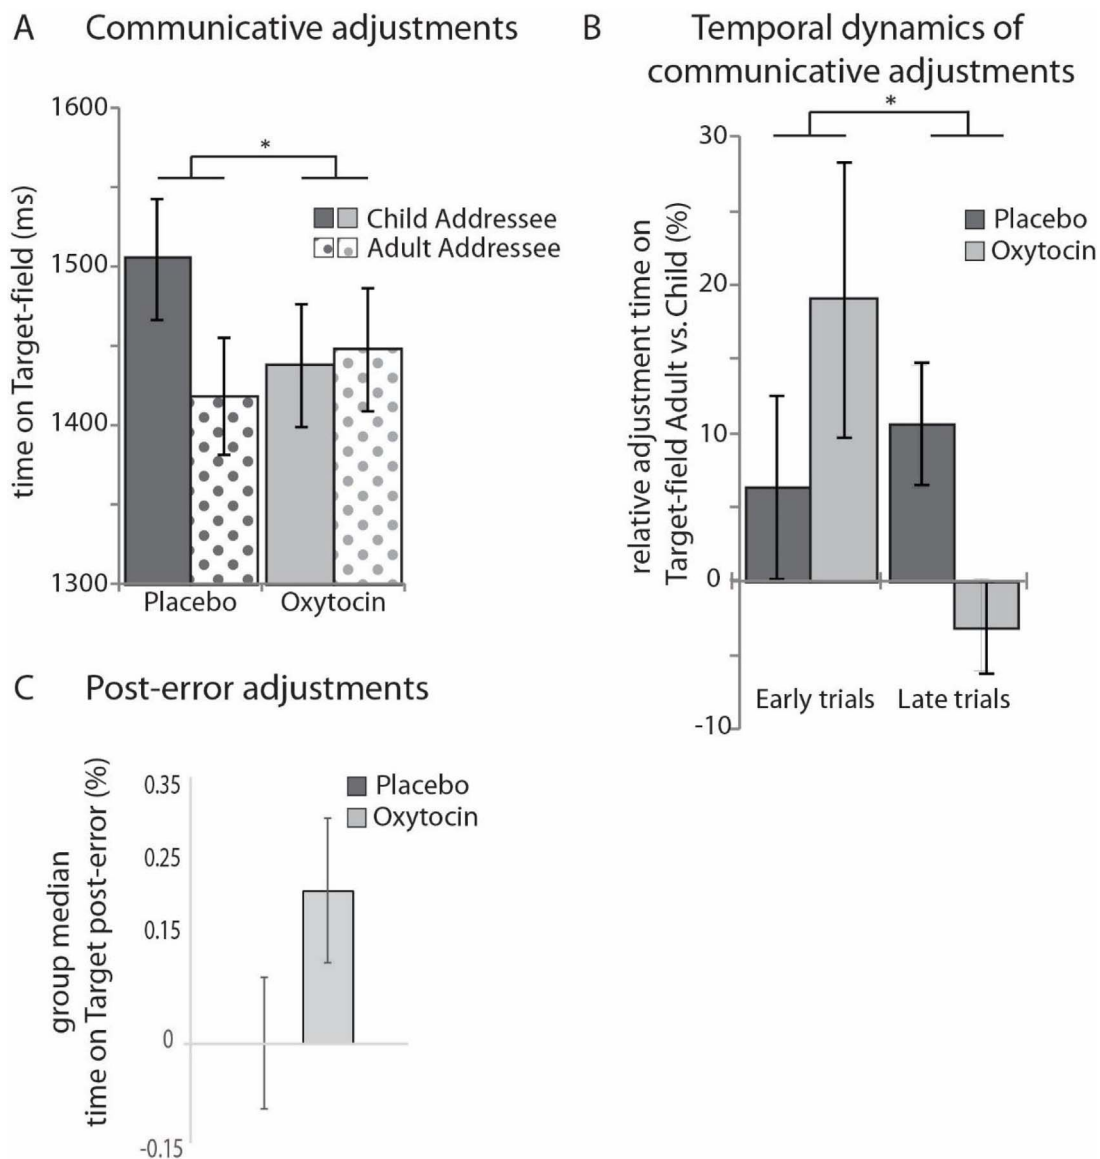 A Communicative adjustments
1600
1500
1400
1300
time on Target-field (ms)
*
Child Addressee
Adult Addressee
Placebo Oxytocin
B Temporal dynamics of
communicative adjustments
*
30
20
10
0
-10
relative adjustment time on
Target-field Adult vs. Child (%)
Placebo
Oxytocin
Early trials Late trials
C Post-error adjustments
0.35
0.25
0.15
0
-0.15
group median
time on Target post-error (%)
Placebo
Oxytocin